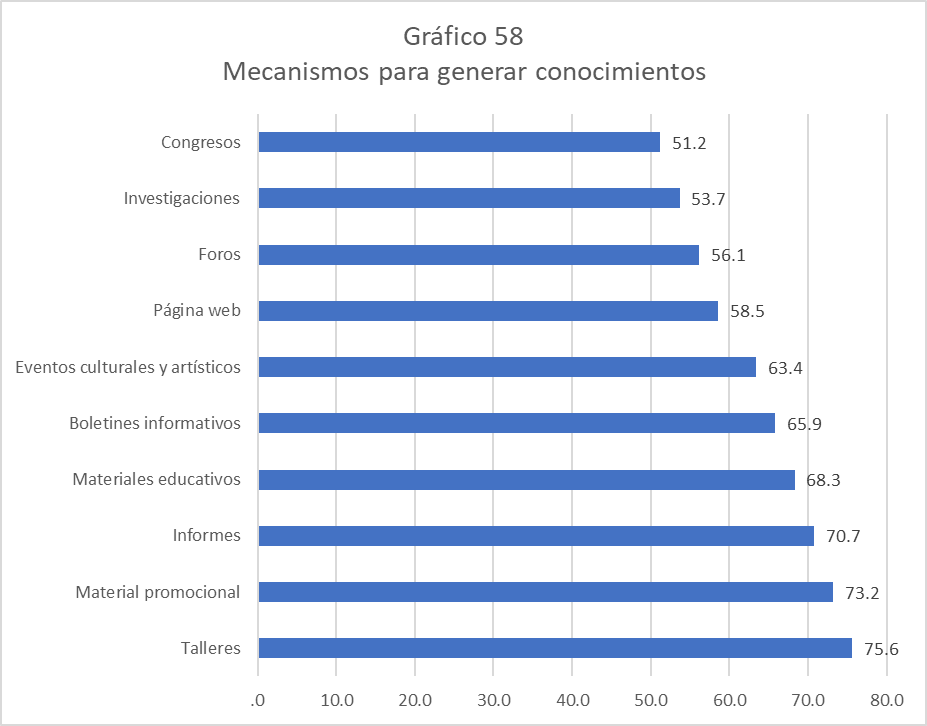 Gráfico 58
Mecanismos para generar conocimientos
Congresos 51.2
Investigaciones 53.7
Foros 56.1
Página web 58.5
Eventos culturales y artísticos 63.4
Boletines informativos 65.9
Materiales educativos 68.3
Informes 70.7
Material promocional 73.2
Talleres 75.6
.0 10.0 20.0 30.0 40.0 50.0 60.0 70.0 80.0